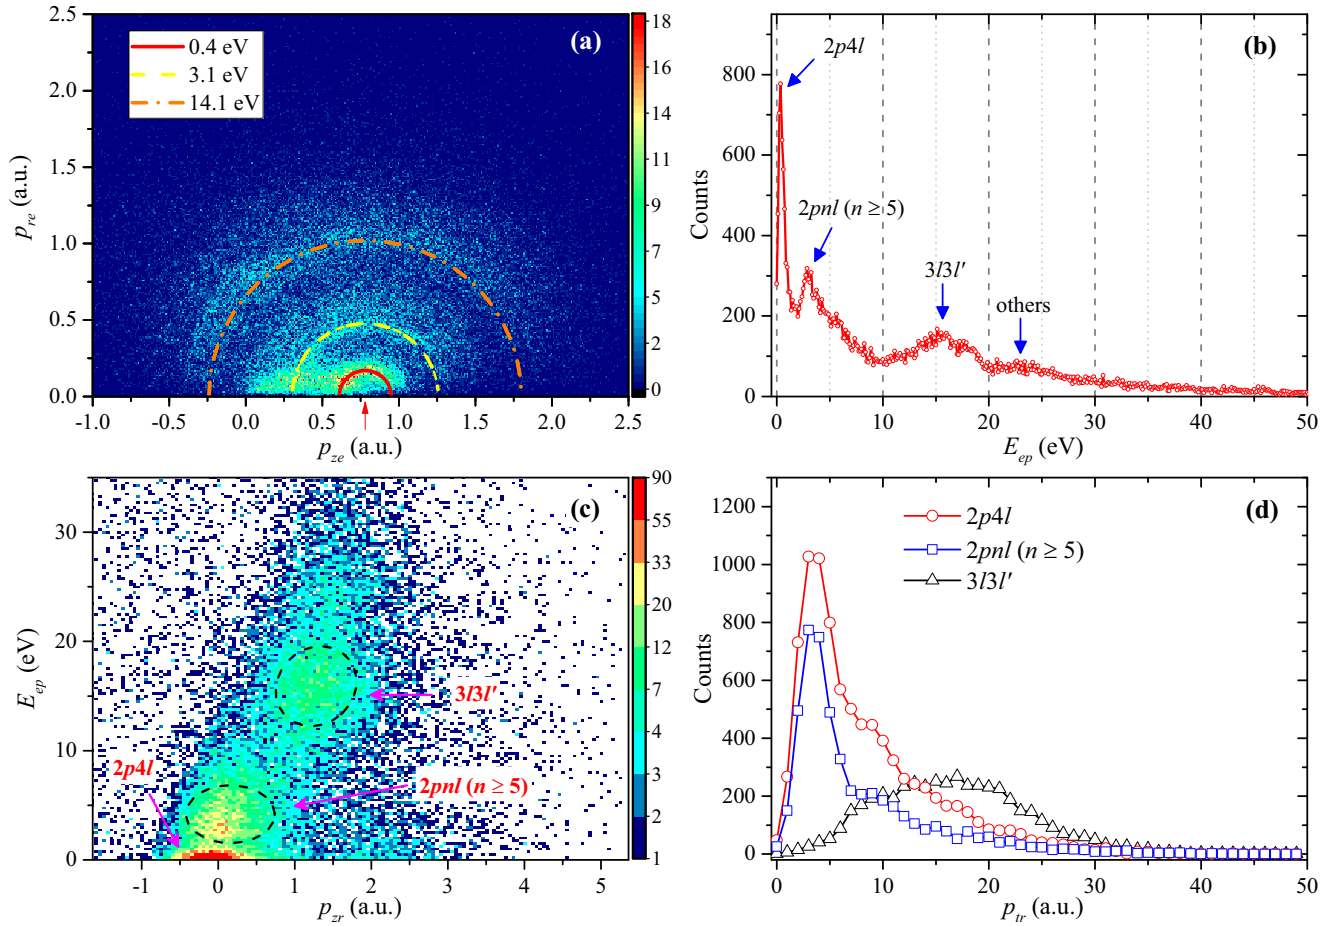 2.5
2.0
1.5
1.0
0.5
0.0
p_re (a.u.)
0.4 eV
3.1 eV
14.1 eV
(a)
-1.0 -0.5 0.0 0.5 1.0 1.5 2.0 2.5
p_ze (a.u.)
18
16
14
13
11
9
7
5
4
2
0
800
600
400
200
0
Counts
(b)
2p4l
2pnl (n ≥ 5)
3l3l′
others
0 10 20 30 40 50
E_ep (eV)
30
20
10
0
E_ep (eV)
(c)
3l3l′
2p4l
2pnl (n ≥ 5)
-1 0 1 2 3 4 5
p_zr (a.u.)
90
55
33
20
12
7
4
3
2
1
1200
1000
800
600
400
200
0
Counts
(d)
2p4l
2pnl (n ≥ 5)
3l3l′
0 10 20 30 40 50
p_tr (a.u.)